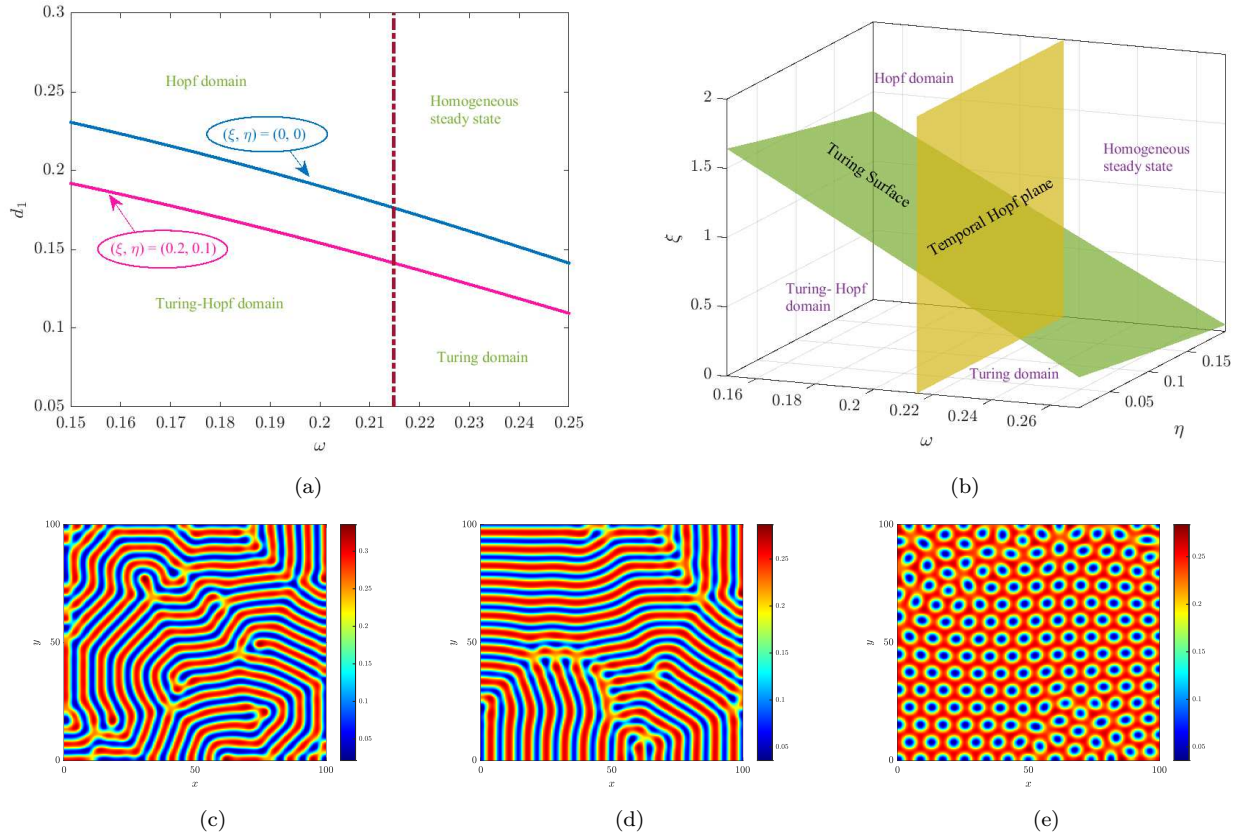 0.3
0.25
0.2
0.15
0.1
0.05
d₁
Hopf domain
Homogeneous
steady state
(ξ, η) = (0, 0)
(ξ, η) = (0.2, 0.1)
Turing-Hopf domain
Turing domain
0.15 0.16 0.17 0.18 0.19 0.2 0.21 0.22 0.23 0.24 0.25
ω
(a)
(b)
2
1.5
1
0.5
0
ξ
Hopf domain
Homogeneous
steady state
Turing Surface
Temporal Hopf plane
Turing- Hopf
domain
Turing domain
0.16 0.18 0.2 0.22 0.24 0.26
ω
0.05
0.1
0.15
η
100
50
0
y
0 50 100
x
0.3
0.25
0.2
0.15
0.1
0.05
(c)
100
50
0
y
0 50 100
x
0.25
0.2
0.15
0.1
0.05
(d)
100
50
0
y
0 50 100
x
0.25
0.2
0.15
0.1
0.05
(e)